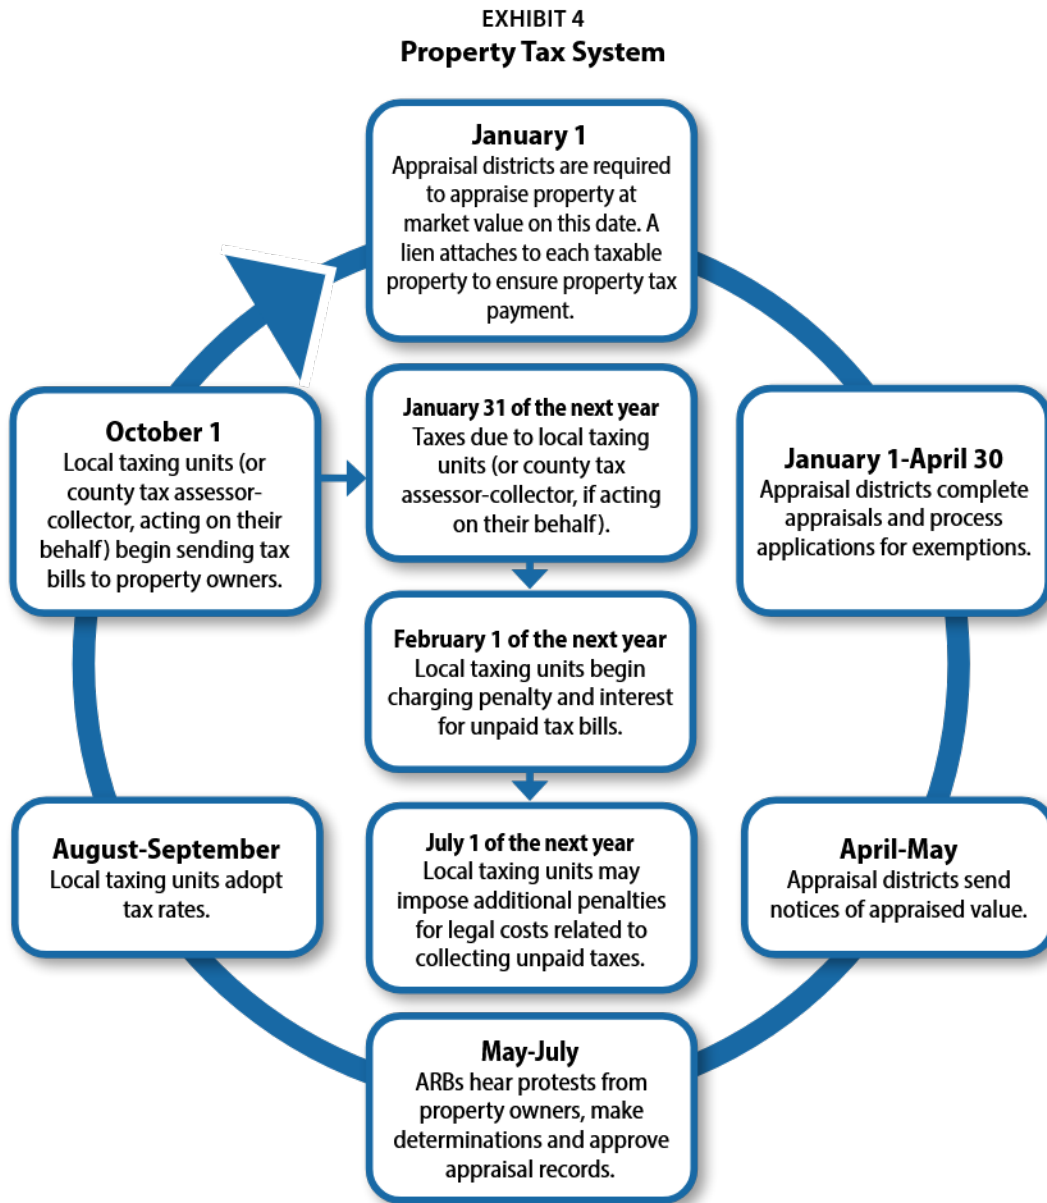 EXHIBIT 4
Property Tax System
January 1
Appraisal districts are required
to appraise property at
market value on this date. A
lien attaches to each taxable
property to ensure property tax
payment.
January 1-April 30
Appraisal districts complete
appraisals and process
applications for exemptions.
April-May
Appraisal districts send
notices of appraised value.
May-July
ARBs hear protests from
property owners, make
determinations and approve
appraisal records.
August-September
Local taxing units adopt
tax rates.
October 1
Local taxing units (or
county tax assessor-
collector, acting on their
behalf) begin sending tax
bills to property owners.
January 31 of the next year
Taxes due to local taxing
units (or county tax
assessor-collector, if acting
on their behalf).
February 1 of the next year
Local taxing units begin
charging penalty and interest
for unpaid tax bills.
July 1 of the next year
Local taxing units may
impose additional penalties
for legal costs related to
collecting unpaid taxes.